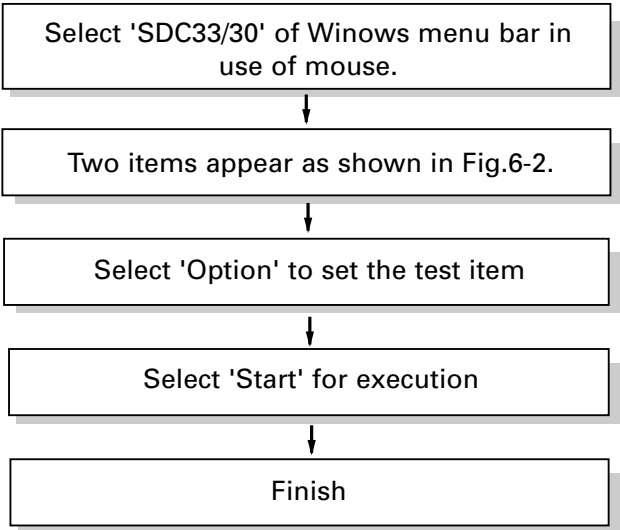 Select 'SDC33/30' of Winows menu bar in
use of mouse.
Two items appear as shown in Fig.6-2.
Select 'Option' to set the test item
Select 'Start' for execution
Finish